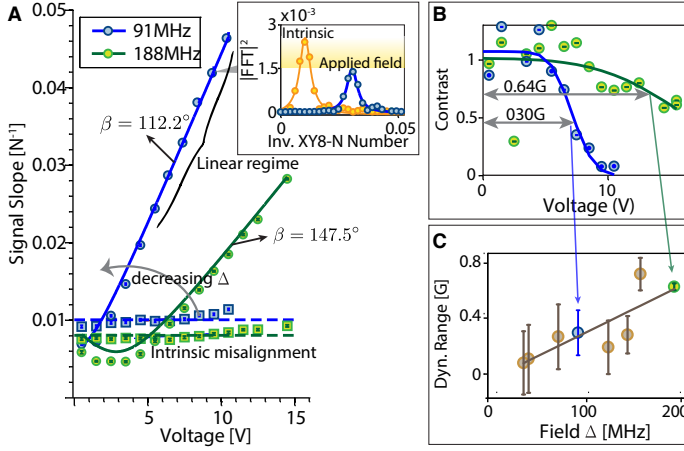 A
91MHz
188MHz
Signal Slope [N⁻¹]
0.05
0.04
0.03
0.02
0.01
0
5
10
15
Voltage [V]
β = 112.2°
Linear regime
β = 147.5°
decreasing Δ
Intrinsic misalignment
×10⁻³
|FFT|²
3
1.5
0
Intrinsic
Applied field
0
0.05
Inv. XY8-N Number
B
Contrast
1
0.5
0
0.64G
030G
0
10
Voltage (V)
C
Dyn. Range [G]
0.8
0.4
0
0
100
200
Field Δ [MHz]